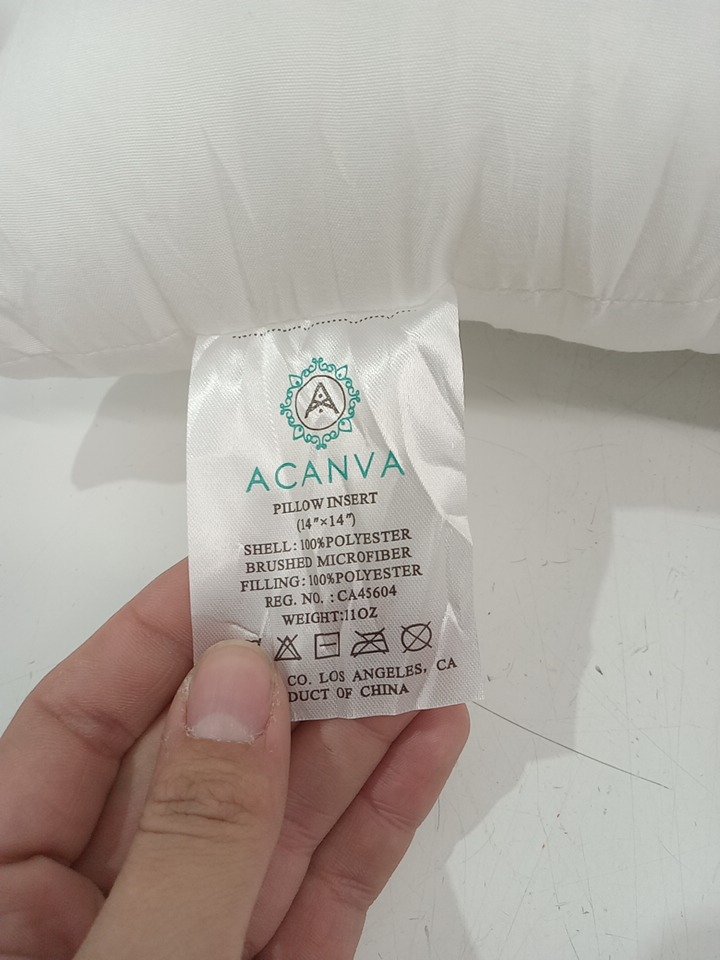 A
ACANVA
PILLOW INSERT
(14"×14")
SHELL: 100%POLYESTER
BRUSHED MICROFIBER
FILLING: 100%POLYESTER
REG. NO. : CA45604
WEIGHT:11OZ
CO. LOS ANGELES, CA
OF CHINA